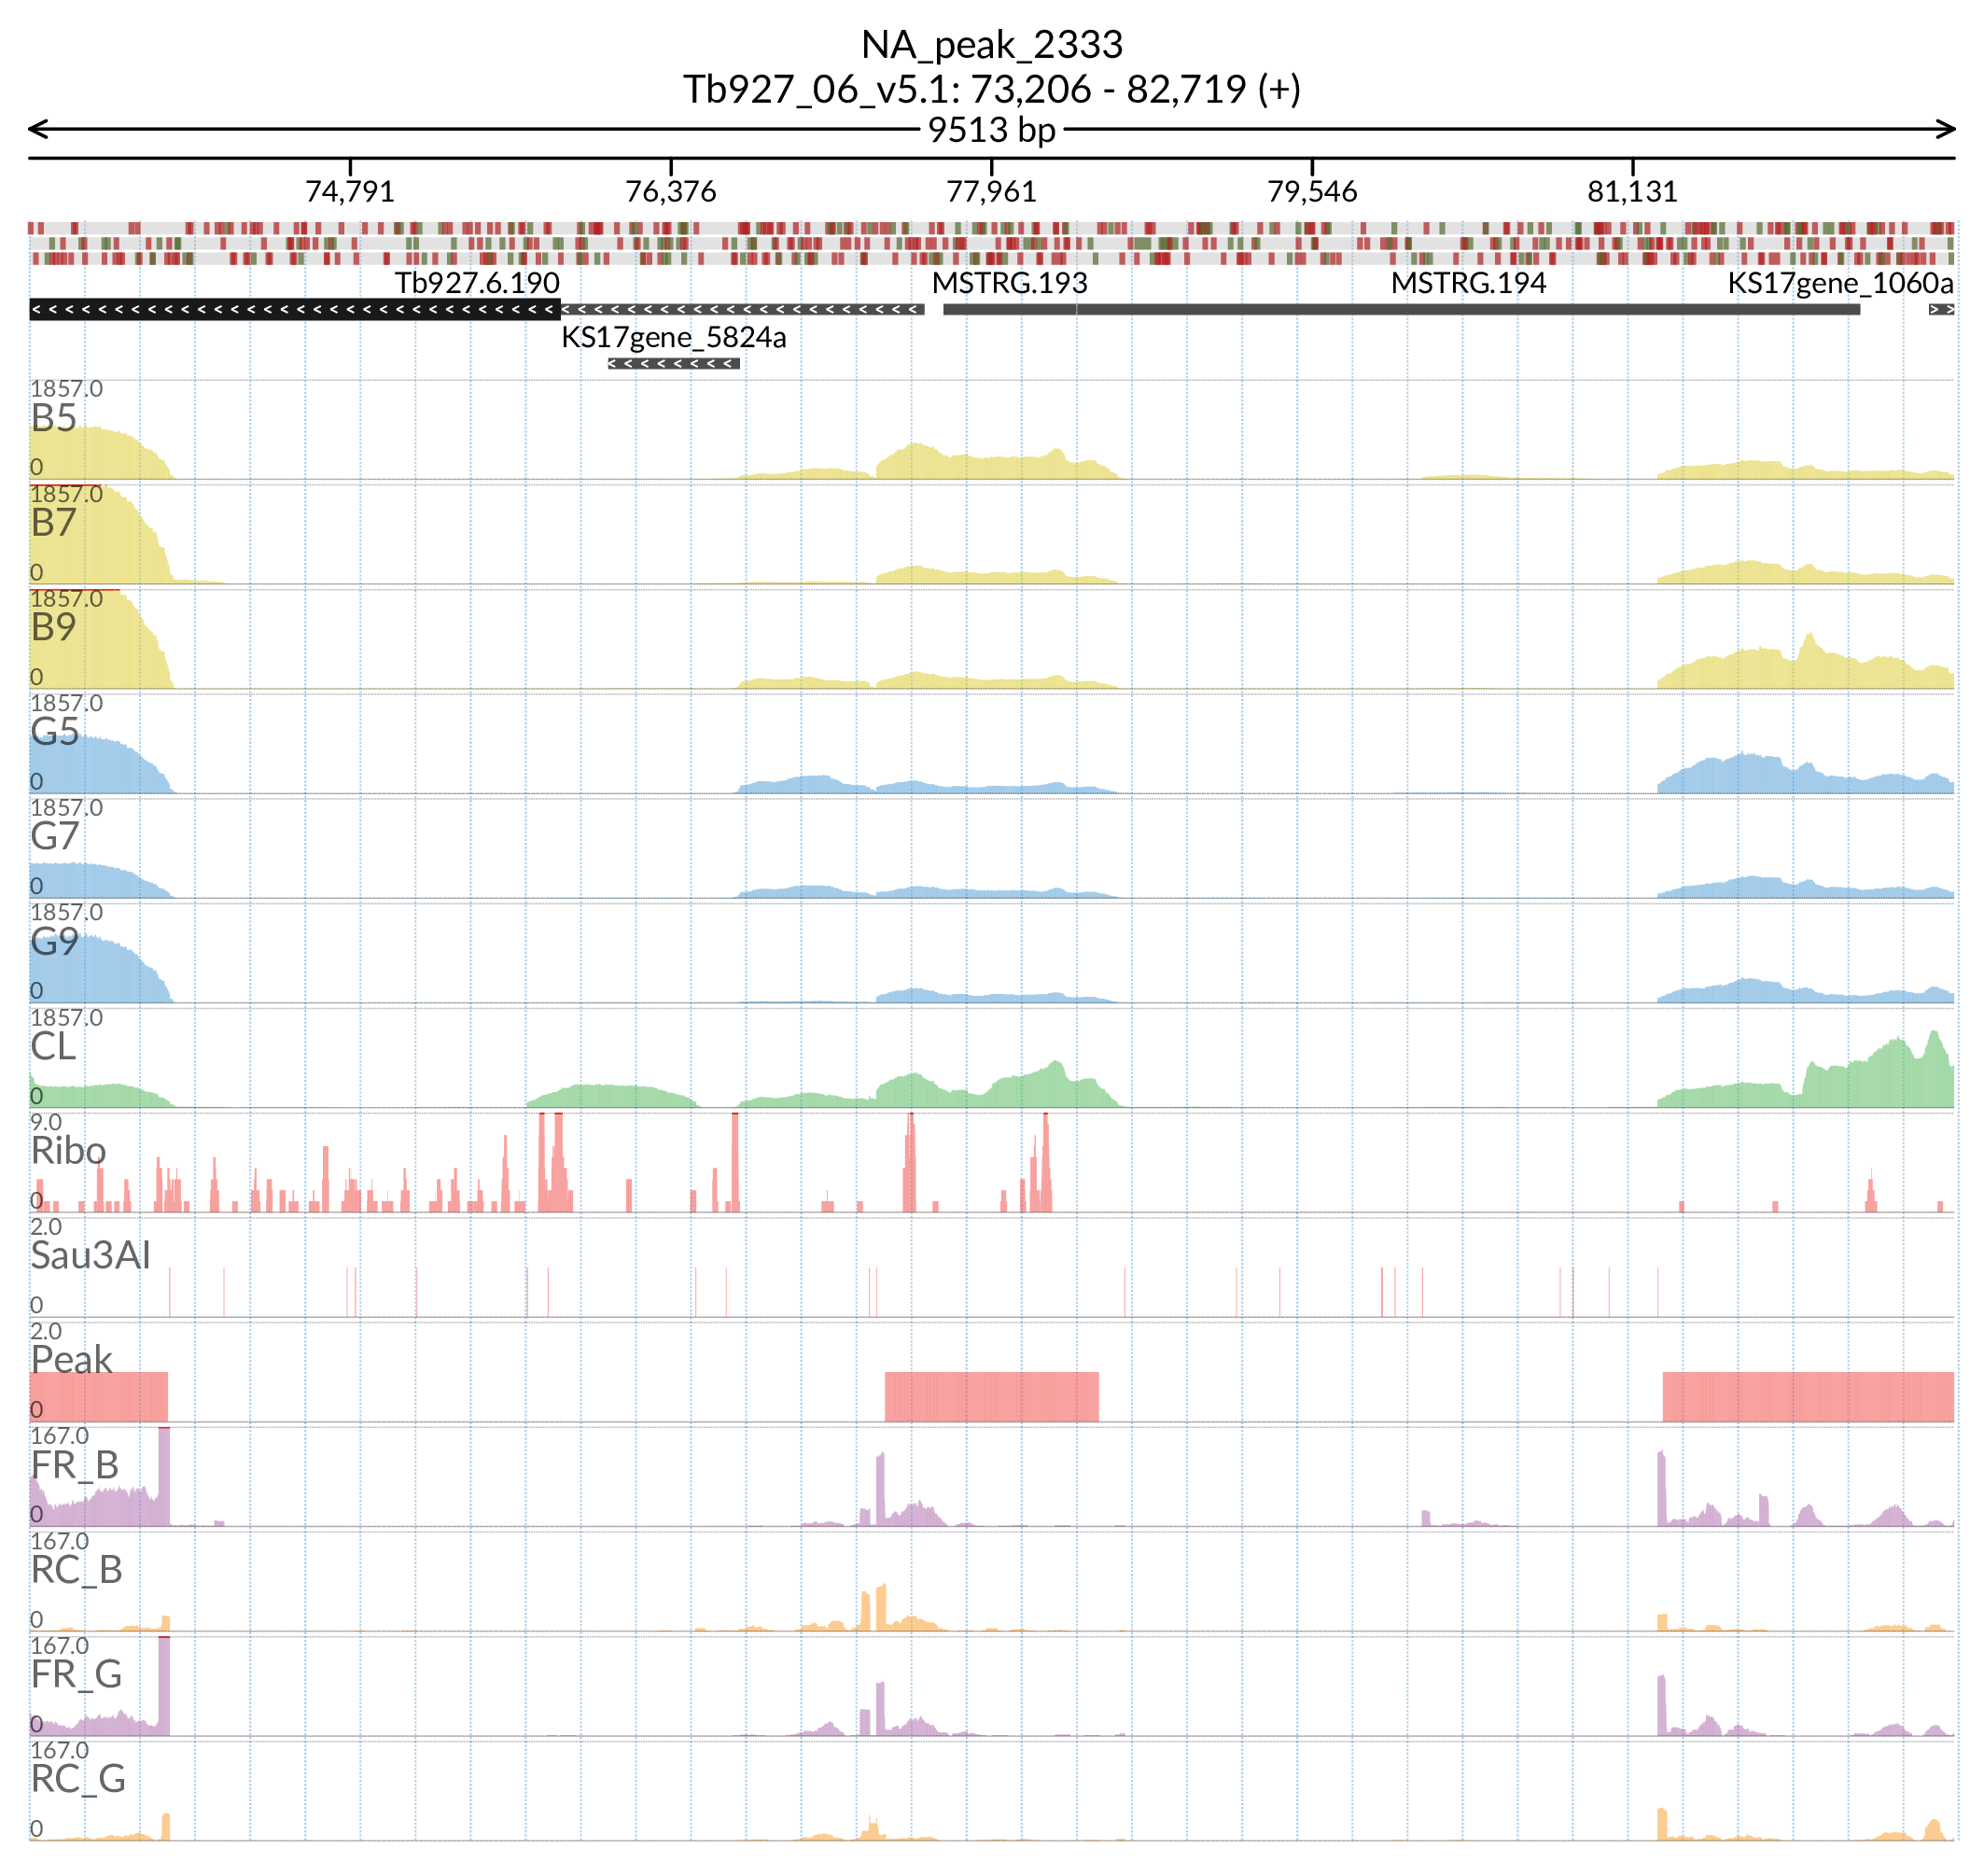 NA_peak_2333
Tb927_06_v5.1: 73,206 - 82,719 (+)
9513 bp
74,791 76,376 77,961 79,546 81,131
Tb927.6.190 MSTRG.193 MSTRG.194 KS17gene_1060a
KS17gene_5824a
1857.0
B5
0
1857.0
B7
0
1857.0
B9
0
1857.0
G5
0
1857.0
G7
0
1857.0
G9
0
1857.0
CL
0
9.0
Ribo
0
2.0
Sau3AI
0
2.0
Peak
0
167.0
FR_B
0
167.0
RC_B
0
167.0
FR_G
0
167.0
RC_G
0